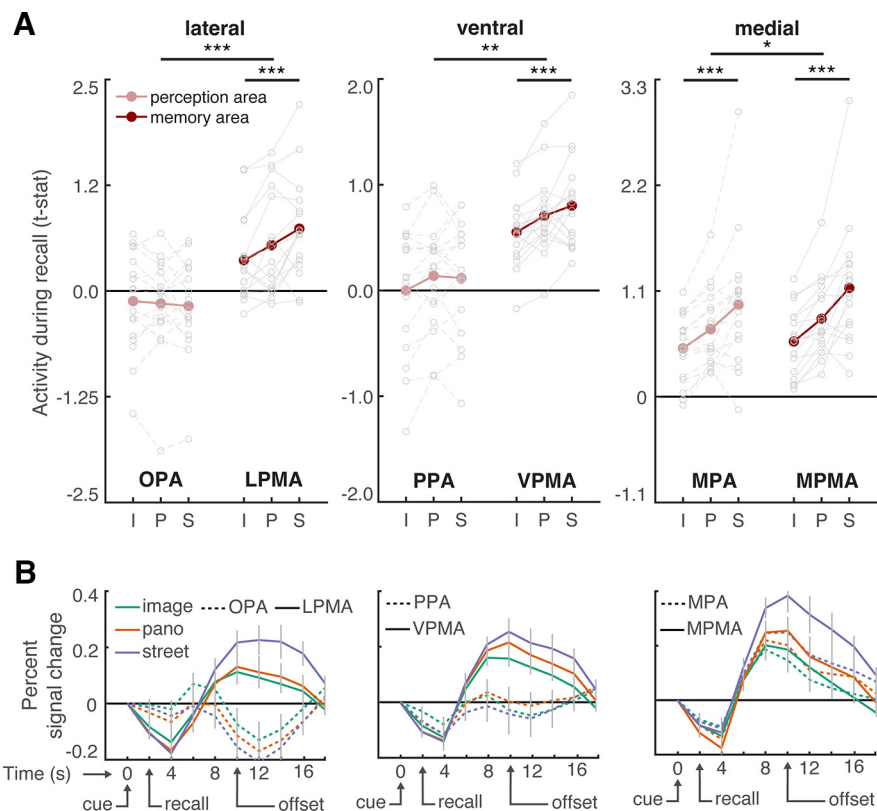 A
lateral
ventral
medial
***
**
*
***
***
***
***
Activity during recall (t-stat)
2.5
1.2
0.0
-1.25
-2.5
perception area
memory area
OPA
LPMA
I P S I P S
2.0
1.0
0.0
-1.0
-2.0
PPA
VPMA
I P S I P S
3.3
2.2
1.1
0
-1.1
MPA
MPMA
I P S I P S
B
Percent
signal change
0.4
0.2
0
-0.2
image
pano
street
OPA
LPMA
PPA
VPMA
MPA
MPMA
Time (s)
0 4 8 12 16
cue
recall
offset
0 4 8 12 16
cue
recall
offset
0 4 8 12 16
cue
recall
offset